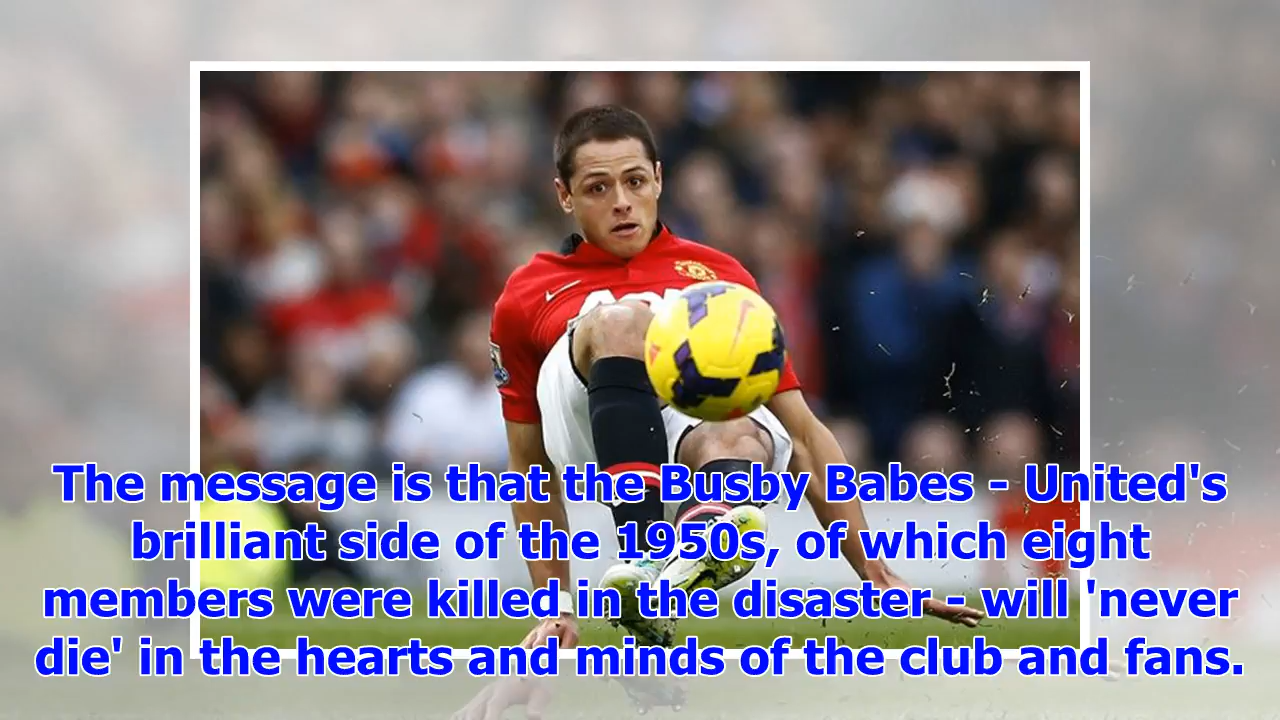 The message is that the Busby Babes - United's
brilliant side of the 1950s, of which eight
members were killed in the disaster - will 'never
die' in the hearts and minds of the club and fans.